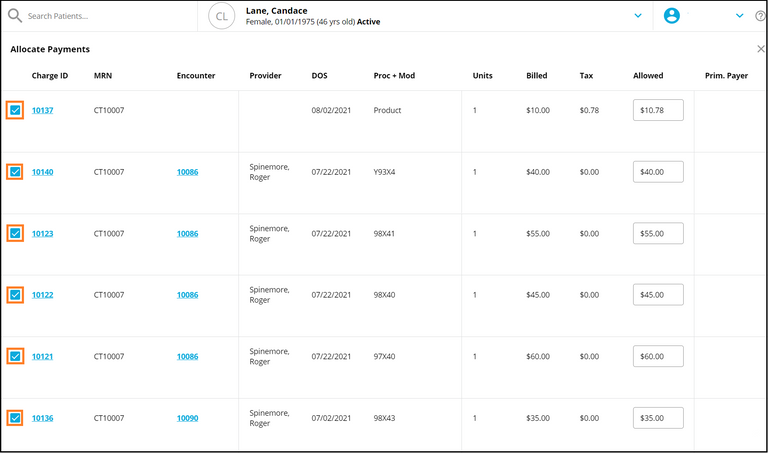 Search Patients...
CL
Lane, Candace
Female, 01/01/1975 (46 yrs old) Active
Allocate Payments
Charge ID MRN Encounter Provider DOS Proc + Mod Units Billed Tax Allowed Prim. Payer
10137 CT10007 08/02/2021 Product 1 $10.00 $0.78 $10.78
10140 CT10007 10086 Spinemore, Roger 07/22/2021 Y93X4 1 $40.00 $0.00 $40.00
10123 CT10007 10086 Spinemore, Roger 07/22/2021 98X41 1 $55.00 $0.00 $55.00
10122 CT10007 10086 Spinemore, Roger 07/22/2021 98X40 1 $45.00 $0.00 $45.00
10121 CT10007 10086 Spinemore, Roger 07/22/2021 97X40 1 $60.00 $0.00 $60.00
10136 CT10007 10090 Spinemore, Roger 07/02/2021 98X43 1 $35.00 $0.00 $35.00